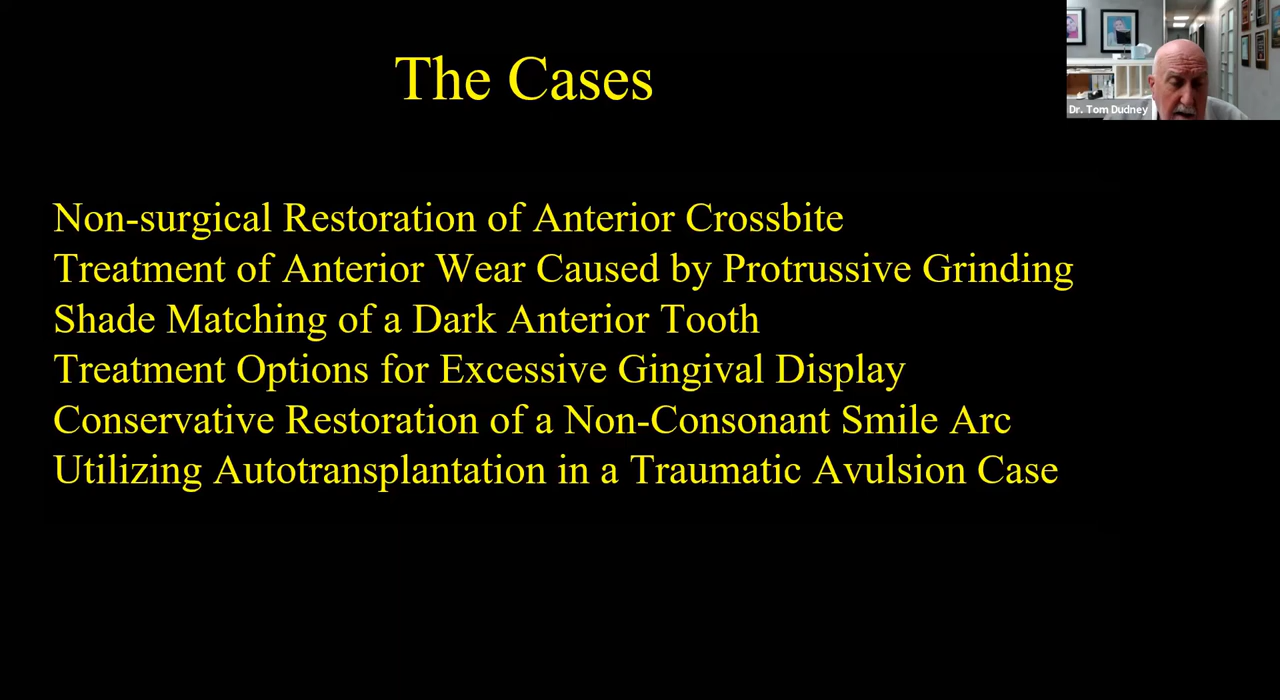 The Cases
Dr. Tom Dudney
Non-surgical Restoration of Anterior Crossbite
Treatment of Anterior Wear Caused by Protrussive Grinding
Shade Matching of a Dark Anterior Tooth
Treatment Options for Excessive Gingival Display
Conservative Restoration of a Non-Consonant Smile Arc
Utilizing Autotransplantation in a Traumatic Avulsion Case